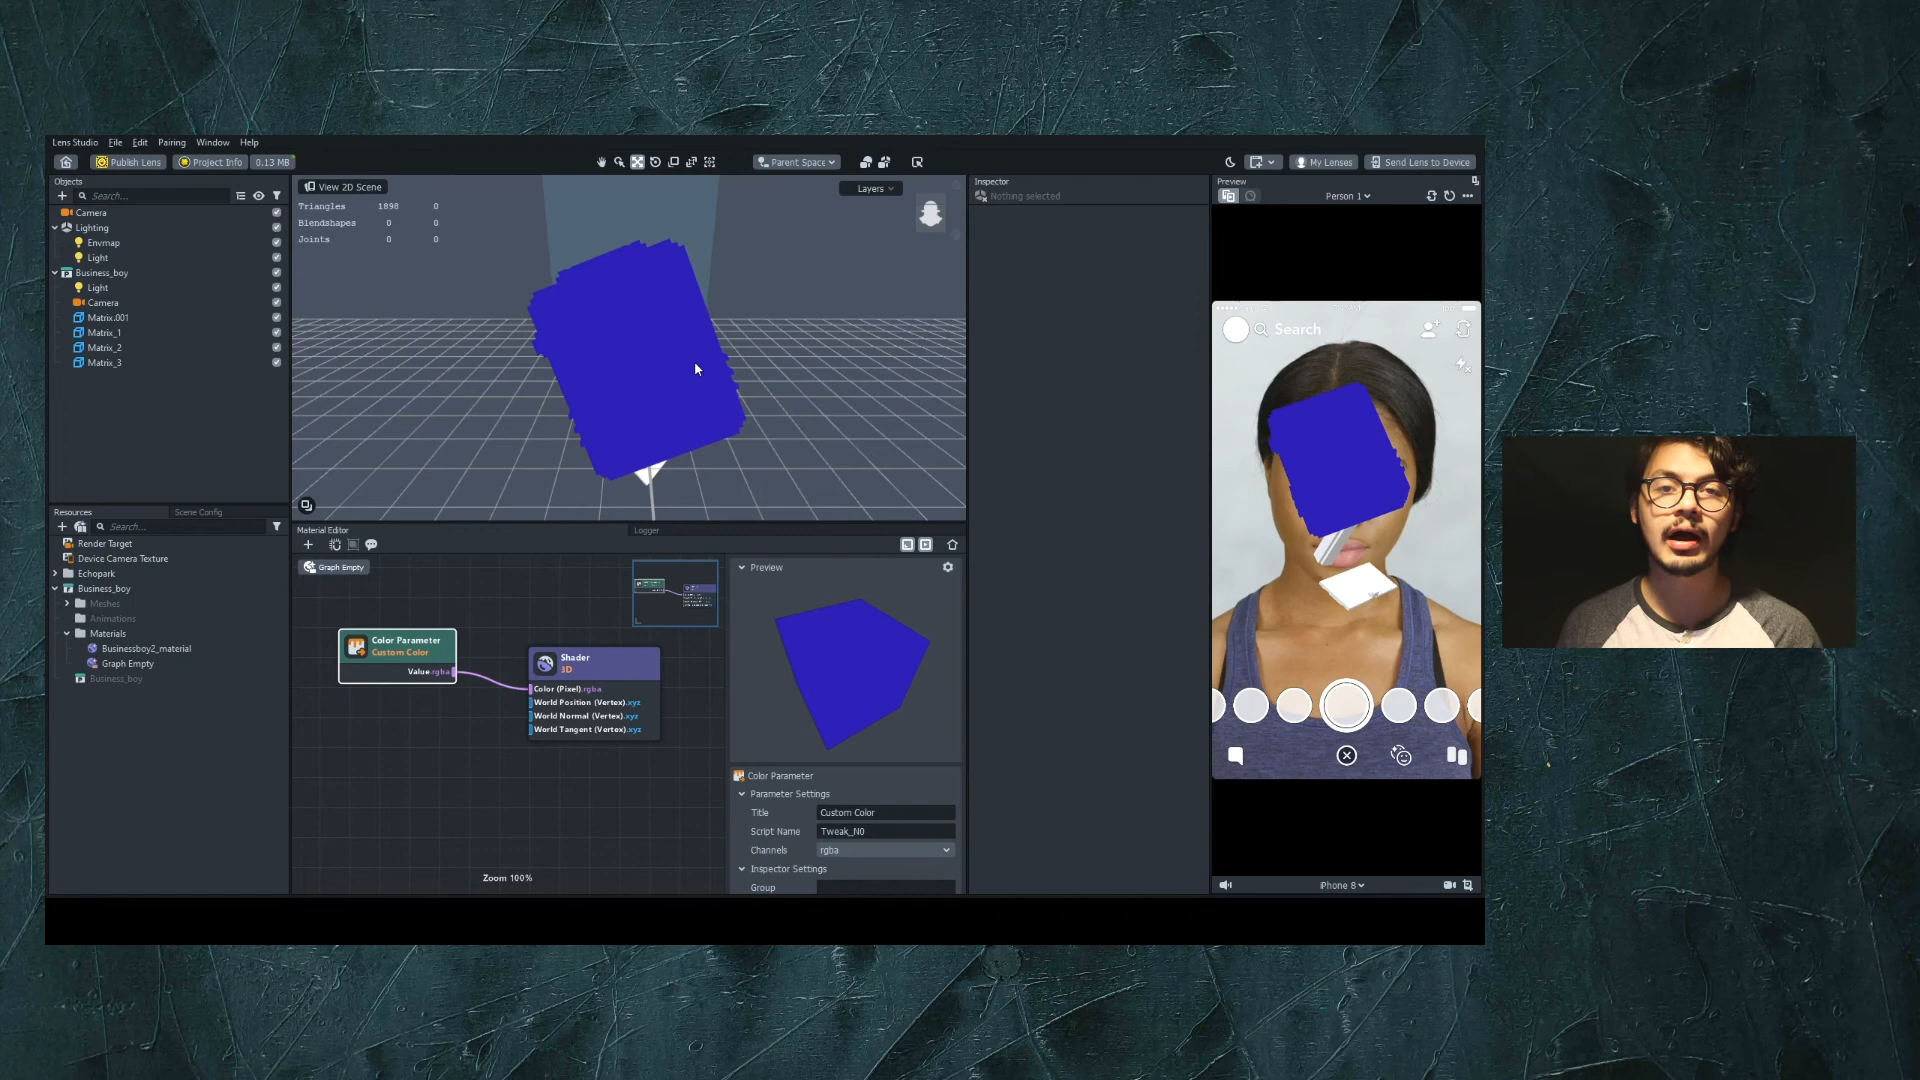 Lens Studio File Edit Pairing Window Help
Publish Lens Project Info 0.13 MB Parent Space My Lenses Send Lens to Device
Objects
Search...
Camera
Lighting
Envmap
Light
Business_boy
Light
Camera
Matrix.001
Matrix_1
Matrix_2
Matrix_3
View 2D Scene
Layers
Triangles 1898 0
Blendshapes 0 0
Joints 0 0
Inspector
Nothing selected
Preview
Person 1
Search
iPhone 8
Resources Scene Config
Search...
Render Target
Device Camera Texture
Echopark
Business_boy
Meshes
Animations
Materials
Businessboy2_material
Graph Empty
Business_boy
Material Editor Logger
Graph Empty
Color Parameter
Custom Color
Value.rgba
Shader
3D
Color (Pixel).rgba
World Position (Vertex).xyz
World Normal (Vertex).xyz
World Tangent (Vertex).xyz
Zoom 100%
Preview
Color Parameter
Parameter Settings
Title Custom Color
Script Name Tweak_N0
Channels rgba
Inspector Settings
Group